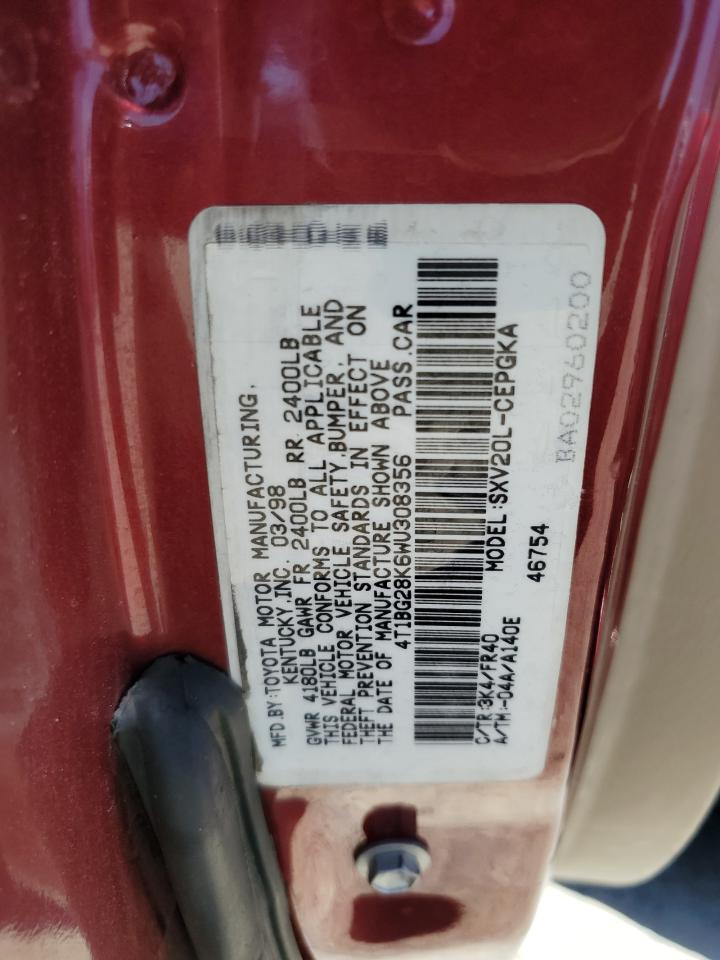 MFD.BY:TOYOTA MOTOR MANUFACTURING,
KENTUCKY,INC. 03/98
GVWR 4180LB GAWR FR 2400LB RR 2400LB
THIS VEHICLE CONFORMS TO ALL APPLICABLE
FEDERAL MOTOR VEHICLE SAFETY,BUMPER, AND
THEFT PREVENTION STANDARDS IN EFFECT ON
THE DATE OF MANUFACTURE SHOWN ABOVE
4T1BG28K6WU308356 PASS.CAR
C/TR:3K4/FR40 MODEL:SXV20L-CEPGKA
A/TM:-04A/A140E
46754
BA02960200